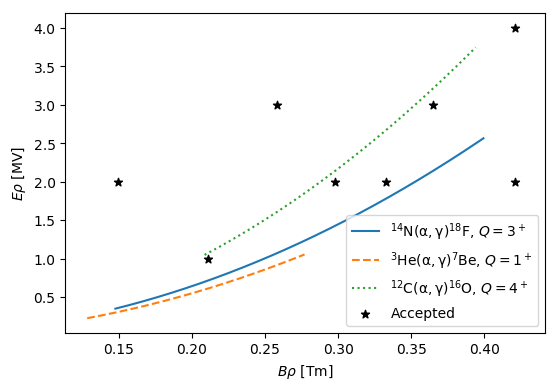 4.0
3.5
3.0
2.5
2.0
1.5
1.0
0.5
Eρ [MV]
¹⁴N(α, γ)¹⁸F, Q = 3⁺
³He(α, γ)⁷Be, Q = 1⁺
¹²C(α, γ)¹⁶O, Q = 4⁺
Accepted
0.15 0.20 0.25 0.30 0.35 0.40
Bρ [Tm]